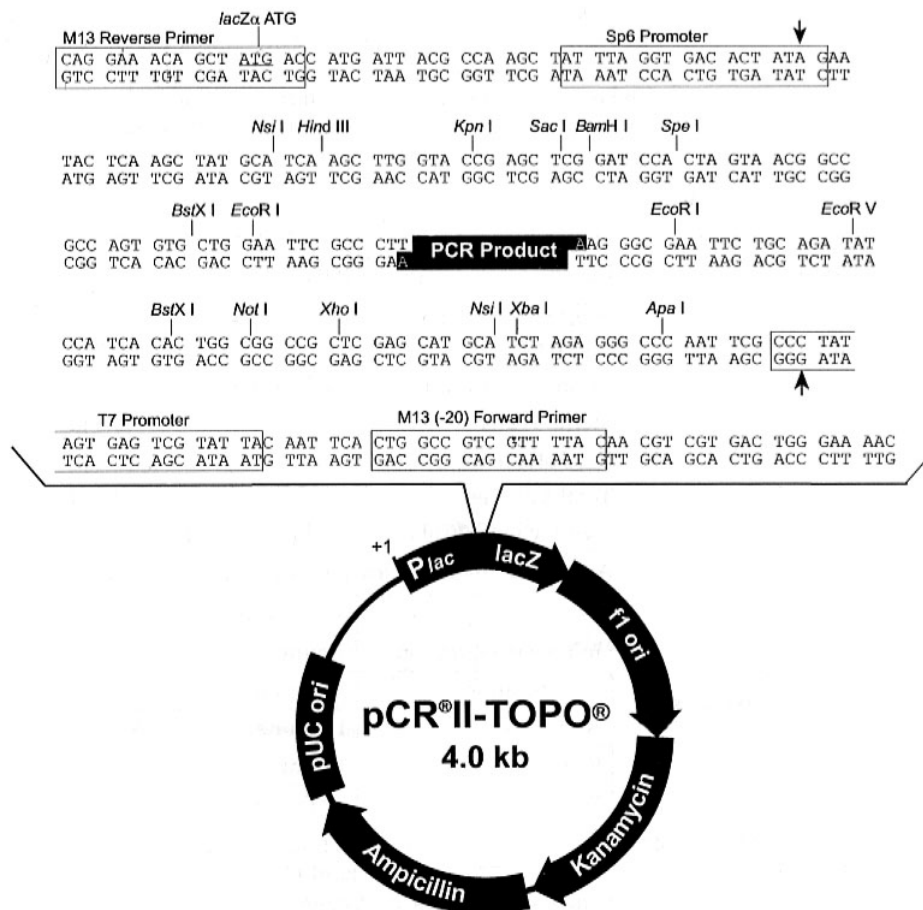 lacZα ATG
M13 Reverse Primer Sp6 Promoter
CAG GAA ACA GCT ATG ACC ATG ATT ACG CCA AGC TAT TTA GGT GAC ACT ATA GAA
GTC CTT TGT CGA TAC TGG TAC TAA TGC GGT TCG ATA AAT CCA CTG TGA TAT CTT
Nsi I Hind III Kpn I Sac I BamH I Spe I
TAC TCA AGC TAT GCA TCA AGC TTG GTA CCG AGC TCG GAT CCA CTA GTA ACG GCC
ATG AGT TCG ATA CGT AGT TCG AAC CAT GGC TCG AGC CTA GGT GAT CAT TGC CGG
BstX I EcoR I EcoR I EcoR V
GCC AGT GTG CTG GAA TTC GCC CTT PCR Product AAG GGC GAA TTC TGC AGA TAT
CGG TCA CAC GAC CTT AAG CGG GAA TTC CCG CTT AAG ACG TCT ATA
BstX I Not I Xho I Nsi I Xba I Apa I
CCA TCA CAC TGG CGG CCG CTC GAG CAT GCA TCT AGA GGG CCC AAT TCG CCC TAT
GGT AGT GTG ACC GCC GGC GAG CTC GTA CGT AGA TCT CCC GGG TTA AGC GGG ATA
T7 Promoter M13 (-20) Forward Primer
AGT GAG TCG TAT TAC AAT TCA CTG GCC GTC GTT TTA CAA CGT CGT GAC TGG GAA AAC
TCA CTC AGC ATA ATG TTA AGT GAC CGG CAG CAA AAT GTT GCA GCA CTG ACC CTT TTG
+1
Plac lacZ
f1 ori
pUC ori
pCR®II-TOPO®
4.0 kb
Kanamycin
Ampicillin